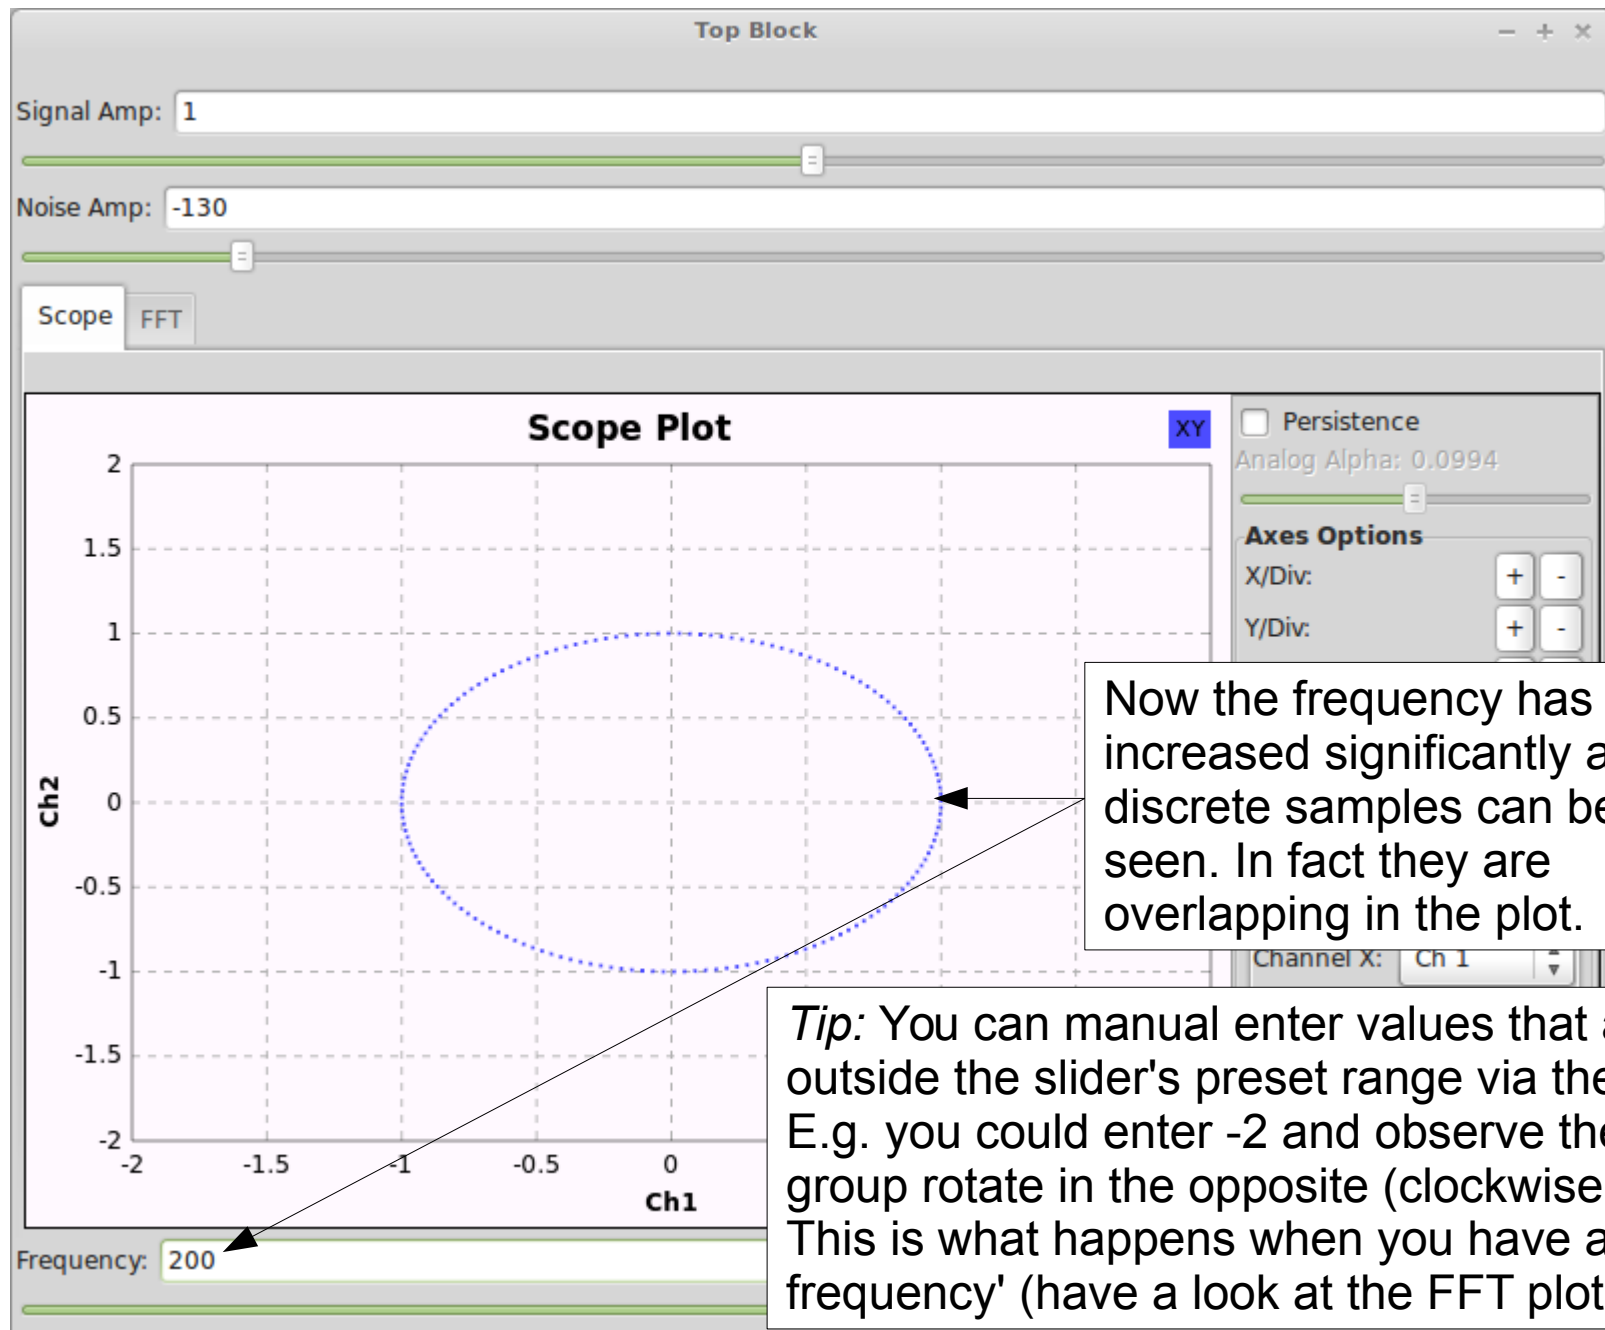 Top Block
Signal Amp: 1
Noise Amp: -130
Scope FFT
Scope Plot
XY
2
1.5
1
0.5
0
-0.5
-1
-1.5
-2
Ch2
-2 -1.5 -1 -0.5 0
Ch1
Persistence
Analog Alpha: 0.0994
Axes Options
X/Div: + -
Y/Div: + -
Now the frequency has
increased significantly
discrete samples can
seen. In fact they are
overlapping in the plot.
Channel X: Ch 1
Tip: You can manual enter values that
outside the slider's preset range via
E.g. you could enter -2 and observe
group rotate in the opposite (clockwise
This is what happens when you have
frequency' (have a look at the FFT plot
Frequency: 200